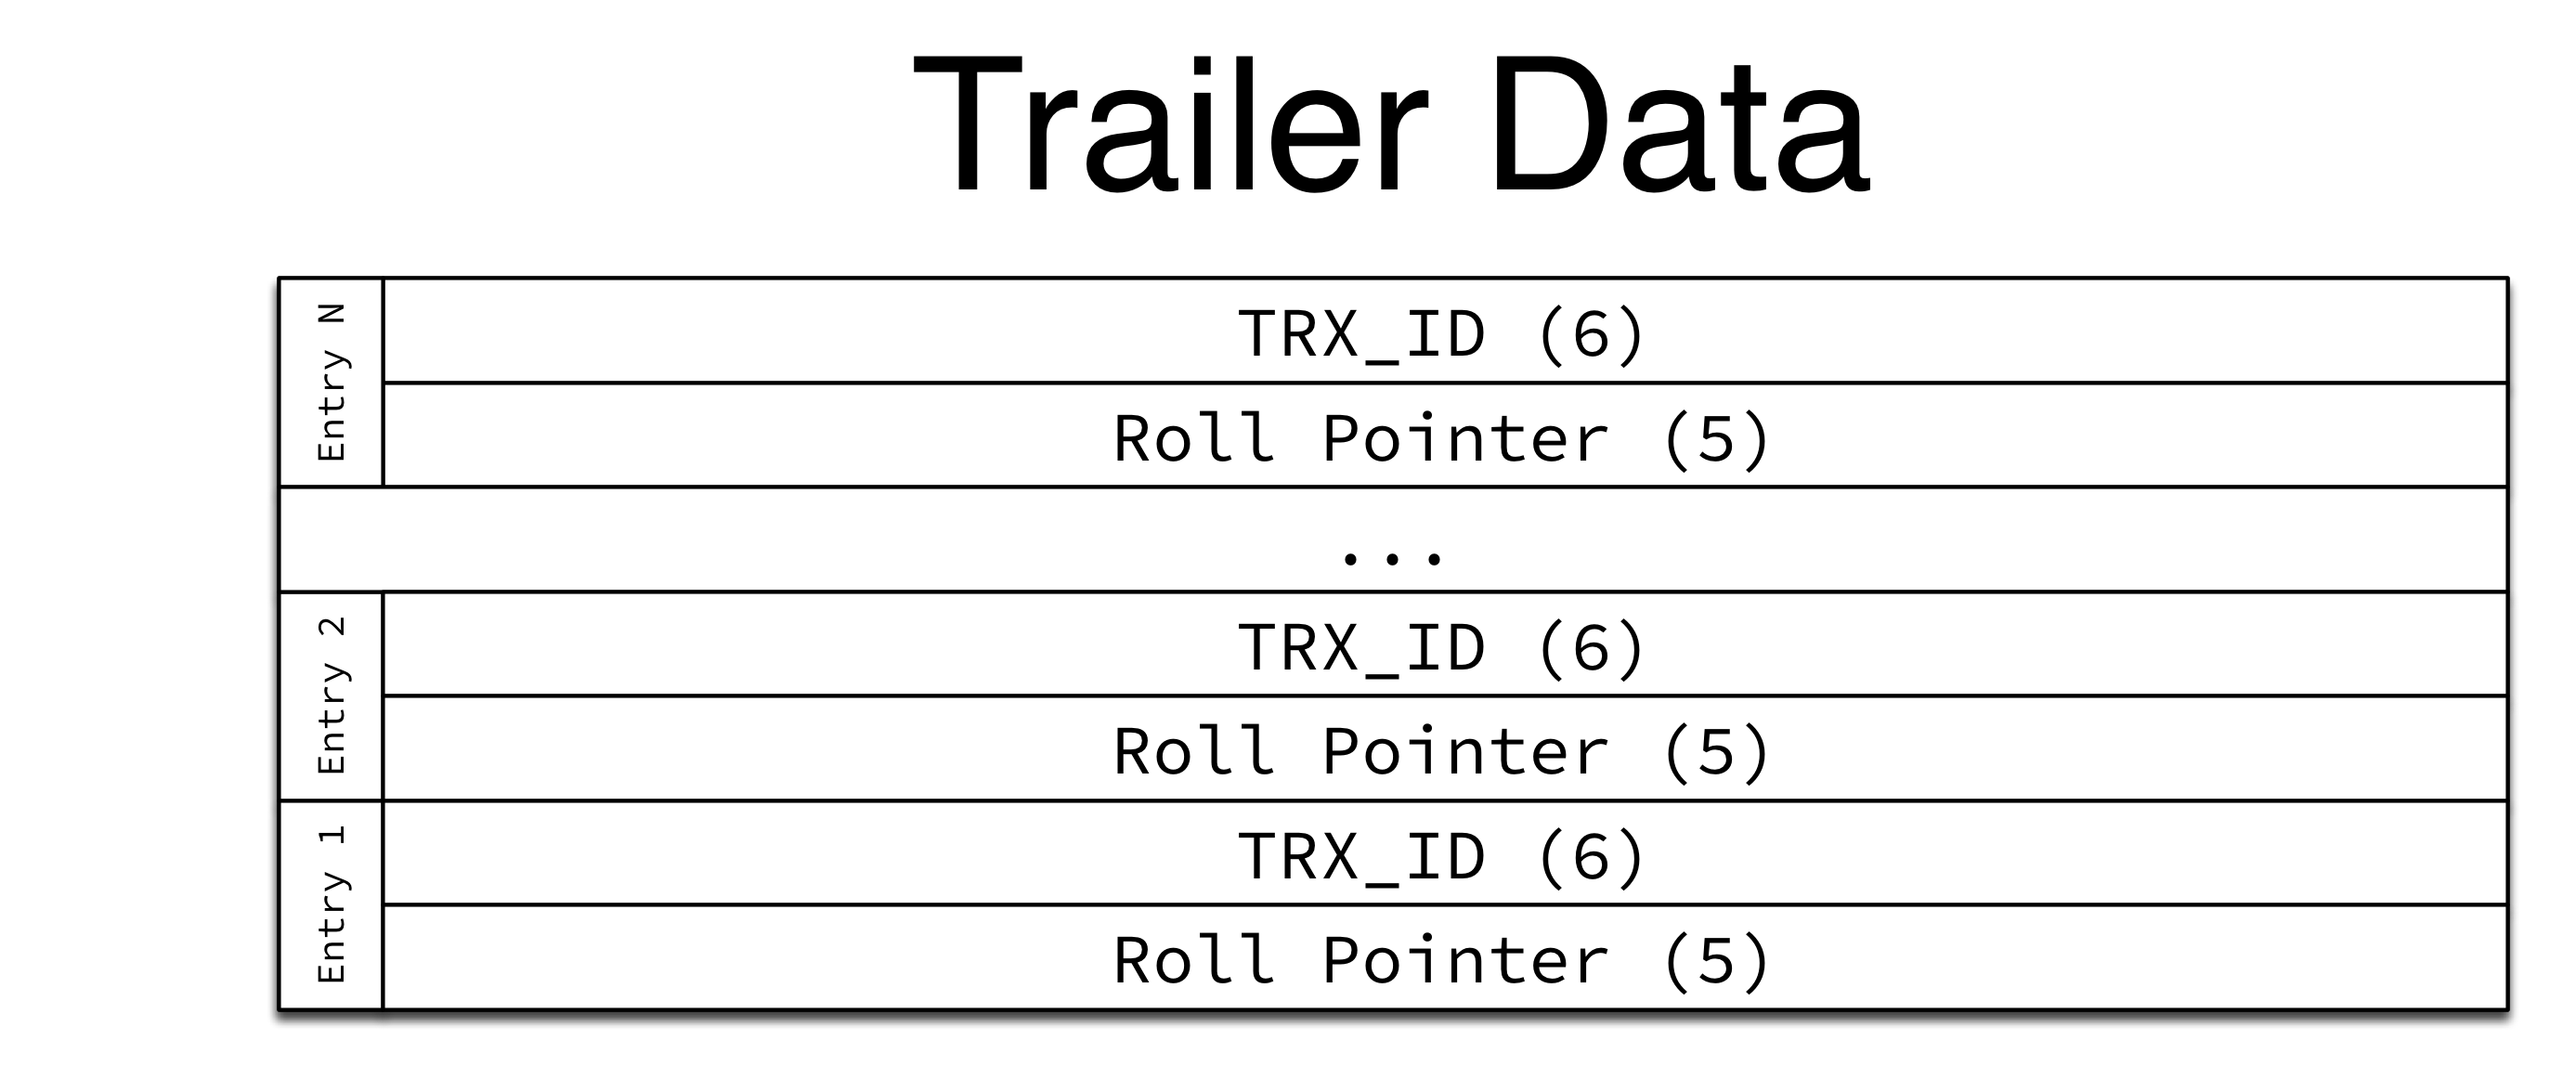 Trailer Data
Entry N
TRX_ID (6)
Roll Pointer (5)
...
Entry 2
TRX_ID (6)
Roll Pointer (5)
Entry 1
TRX_ID (6)
Roll Pointer (5)